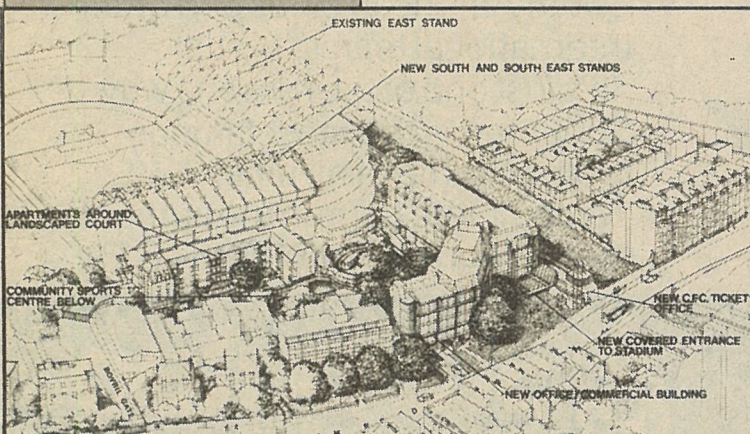 EXISTING EAST STAND
NEW SOUTH AND SOUTH EAST STANDS
APARTMENTS AROUND
LANDSCAPED COURT
COMMUNITY SPORTS
CENTRE BELOW
NEW C.F.C. TICKET
OFFICE
NEW COVERED ENTRANCE
TO STADIUM
NEW OFFICE/COMMERCIAL BUILDING